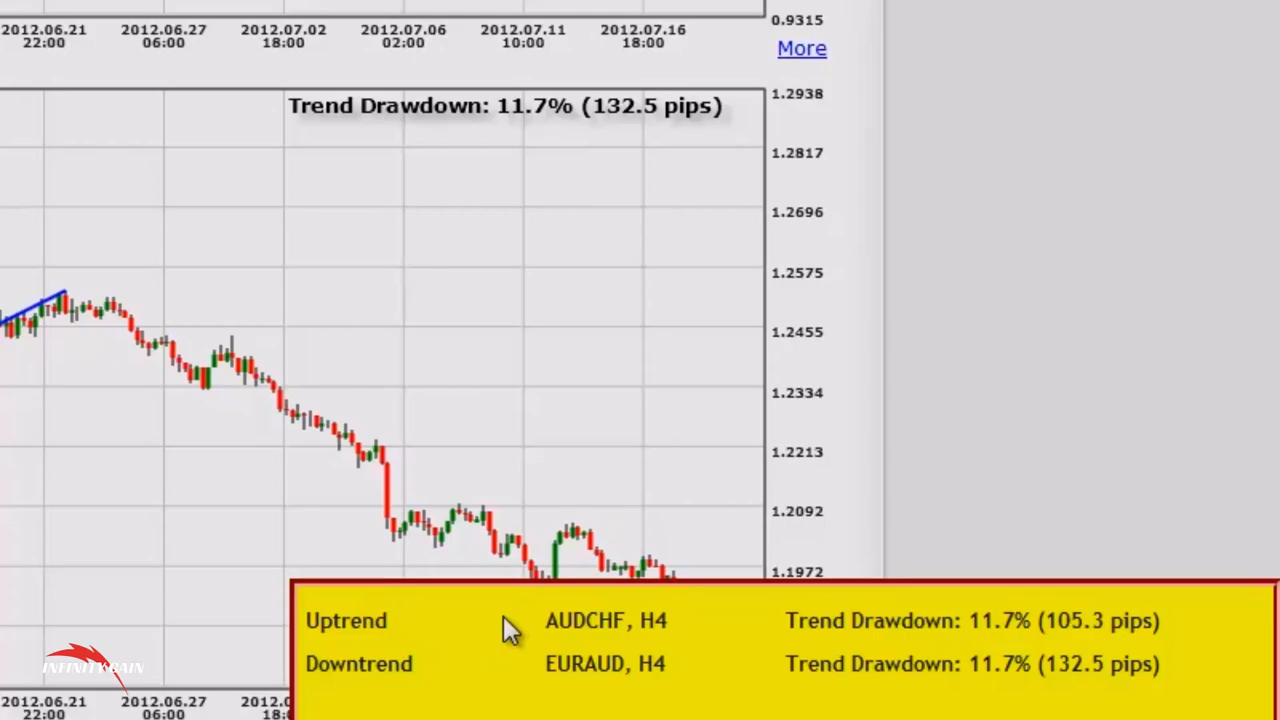 0.9315
2012.06.21 2012.06.27 2012.07.02 2012.07.06 2012.07.11 2012.07.16
22:00 06:00 18:00 02:00 10:00 18:00
More
Trend Drawdown: 11.7% (132.5 pips)
1.2938
1.2817
1.2696
1.2575
1.2455
1.2334
1.2213
1.2092
1.1972
Uptrend AUDCHF, H4 Trend Drawdown: 11.7% (105.3 pips)
Downtrend EURAUD, H4 Trend Drawdown: 11.7% (132.5 pips)
INFINITYGAIN
2012.06.21 2012.06.27 2012.0
22:00 06:00 18: